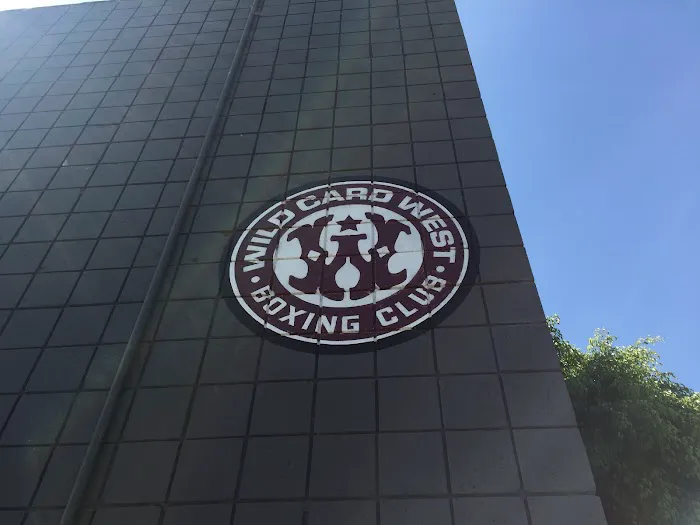 WILD CARD WEST
• BOXING CLUB •